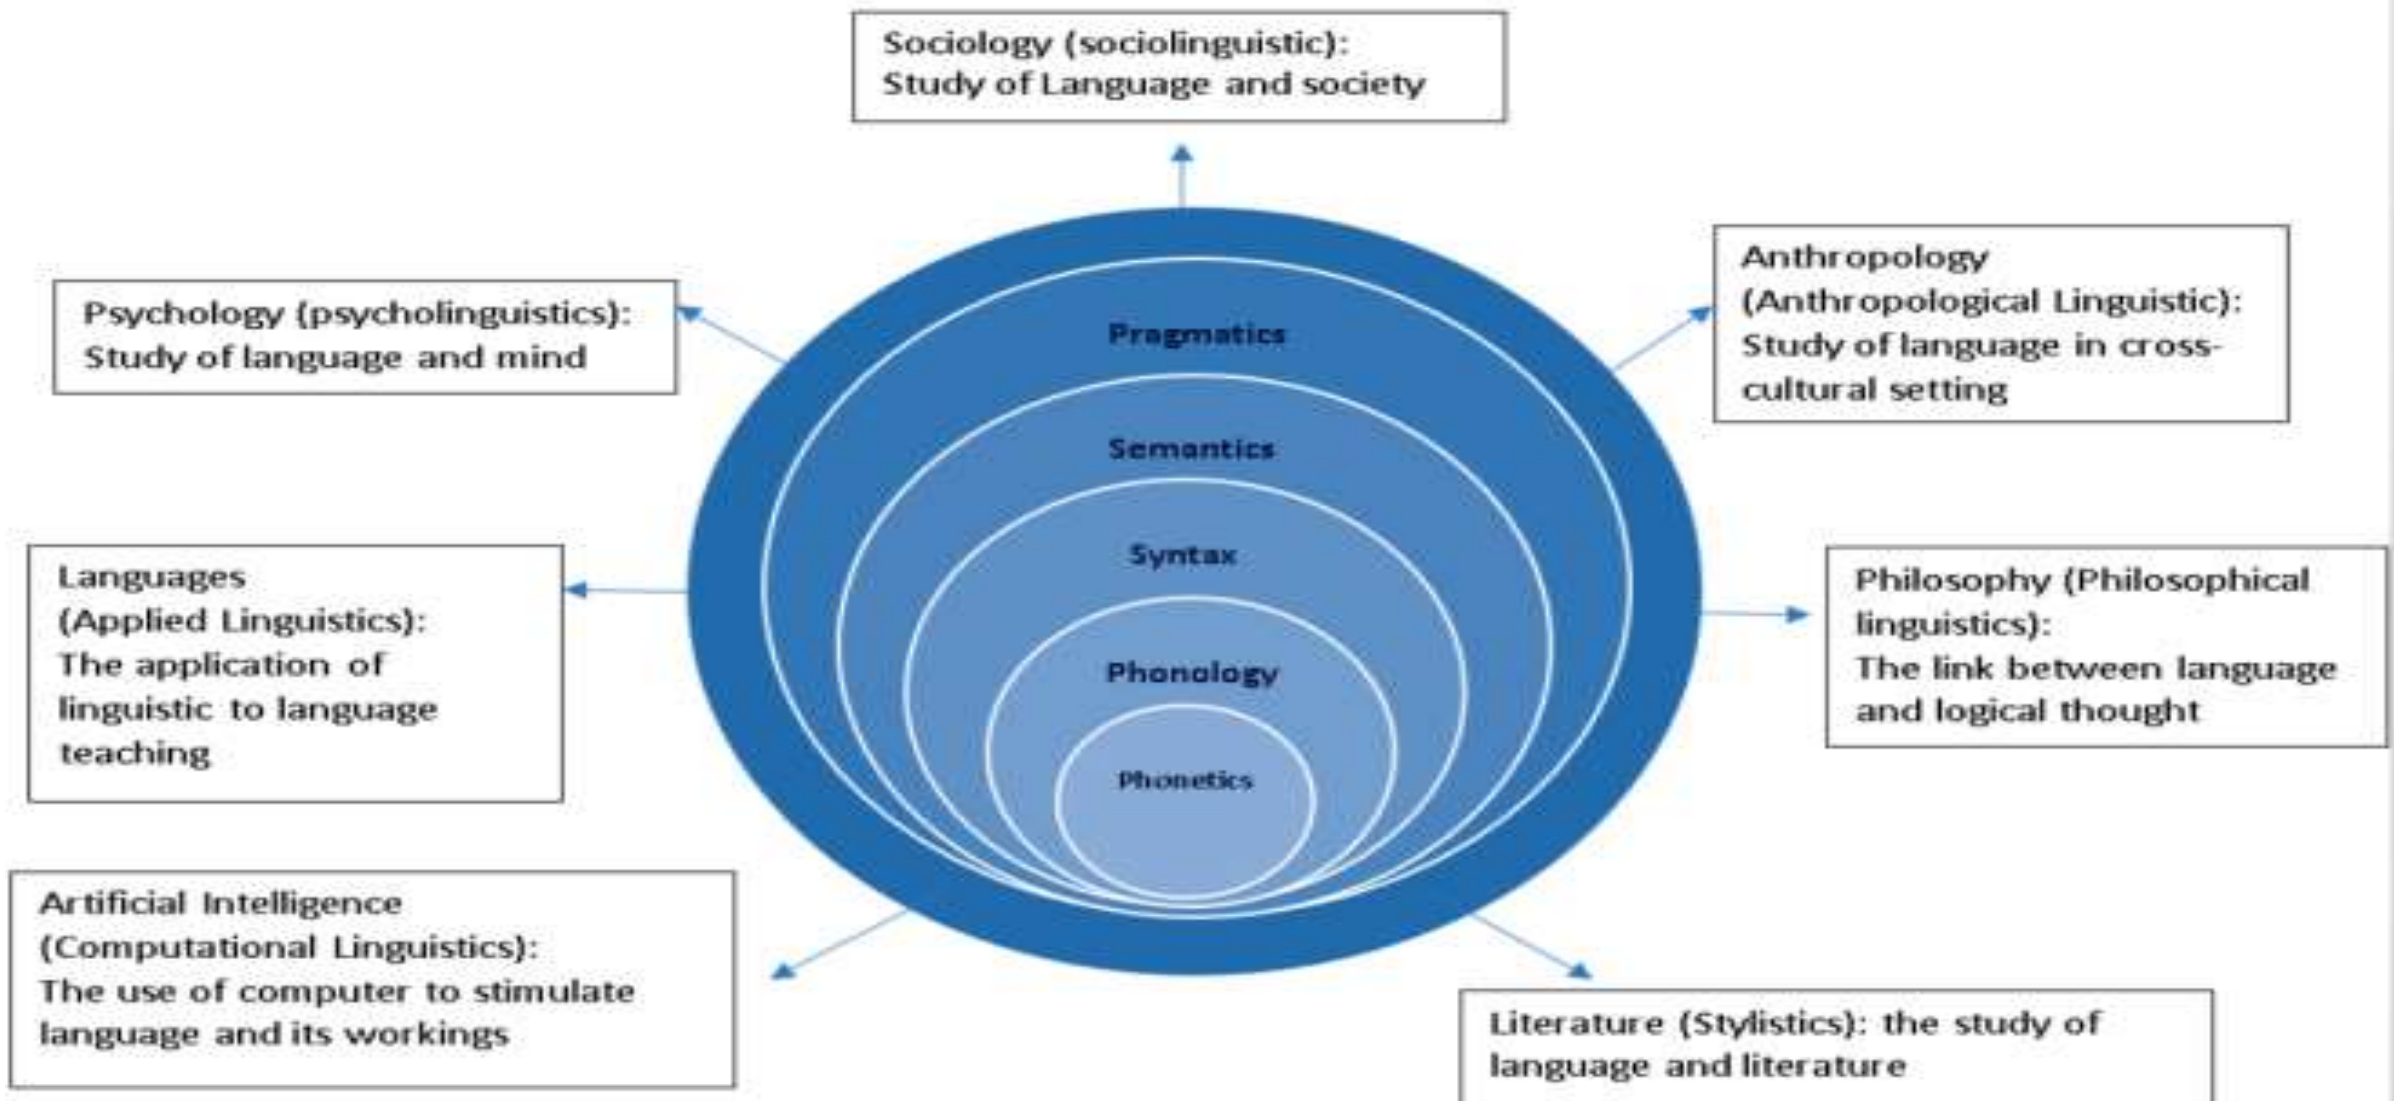 Sociology (sociolinguistic):
Study of Language and society
Psychology (psycholinguistics):
Study of language and mind
Anthropology
(Anthropological Linguistic):
Study of language in cross-
cultural setting
Pragmatics
Semantics
Syntax
Phonology
Phonetics
Languages
(Applied Linguistics):
The application of
linguistic to language
teaching
Philosophy (Philosophical
linguistics):
The link between language
and logical thought
Artificial Intelligence
(Computational Linguistics):
The use of computer to stimulate
language and its workings
Literature (Stylistics): the study of
language and literature